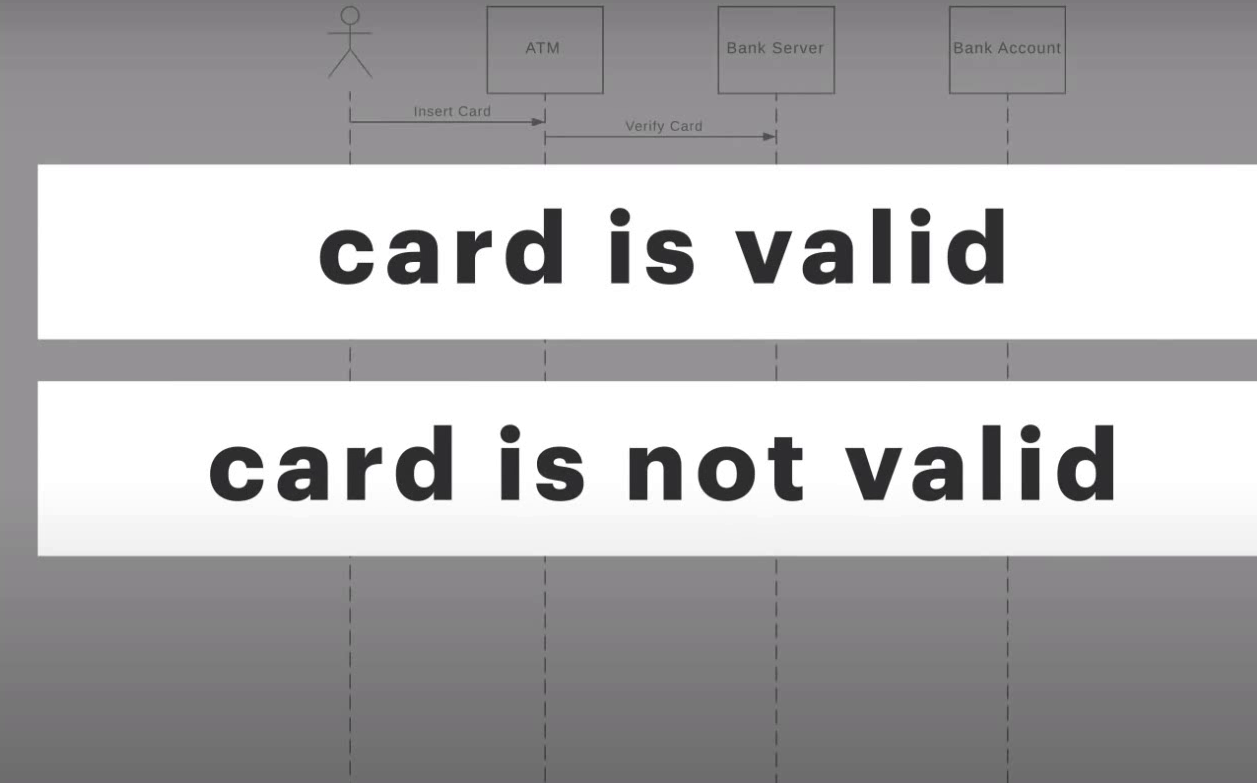 ATM
Bank Server
Bank Account
Insert Card
Verify Card
card is valid
card is not valid